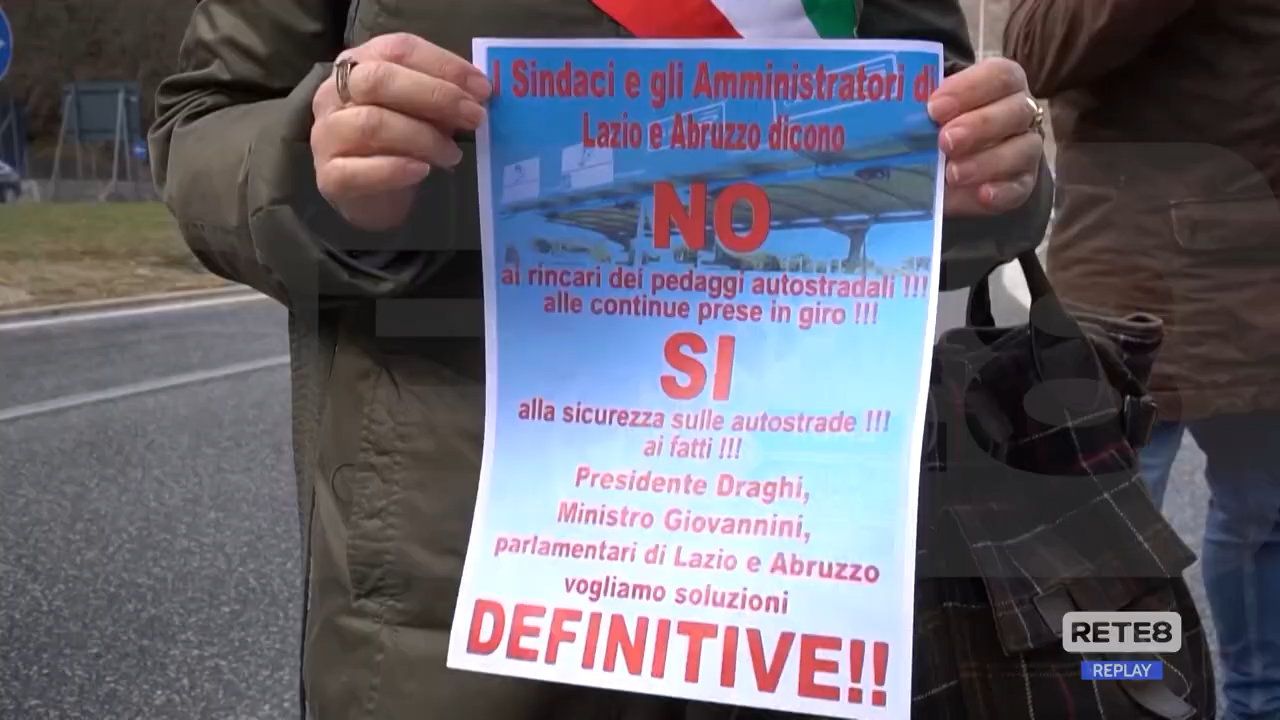 I Sindaci e gli Amministratori di
Lazio e Abruzzo dicono
NO
ai rincari dei pedaggi autostradali !!!
alle continue prese in giro !!!
SI
alla sicurezza sulle autostrade !!!
ai fatti !!!
Presidente Draghi,
Ministro Giovannini,
parlamentari di Lazio e Abruzzo
vogliamo soluzioni
DEFINITIVE!!
RETE8
REPLAY